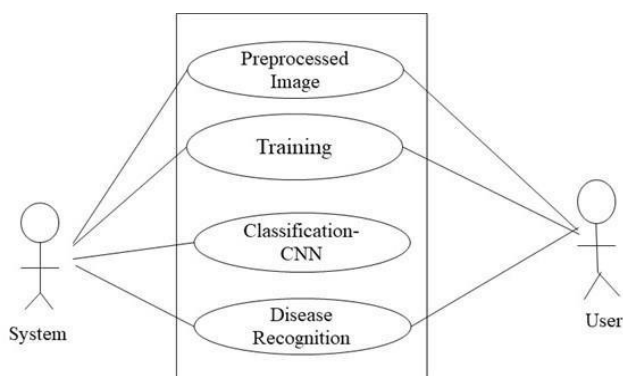 Preprocessed
Image
Training
Classification-
CNN
Disease
Recognition
System
User